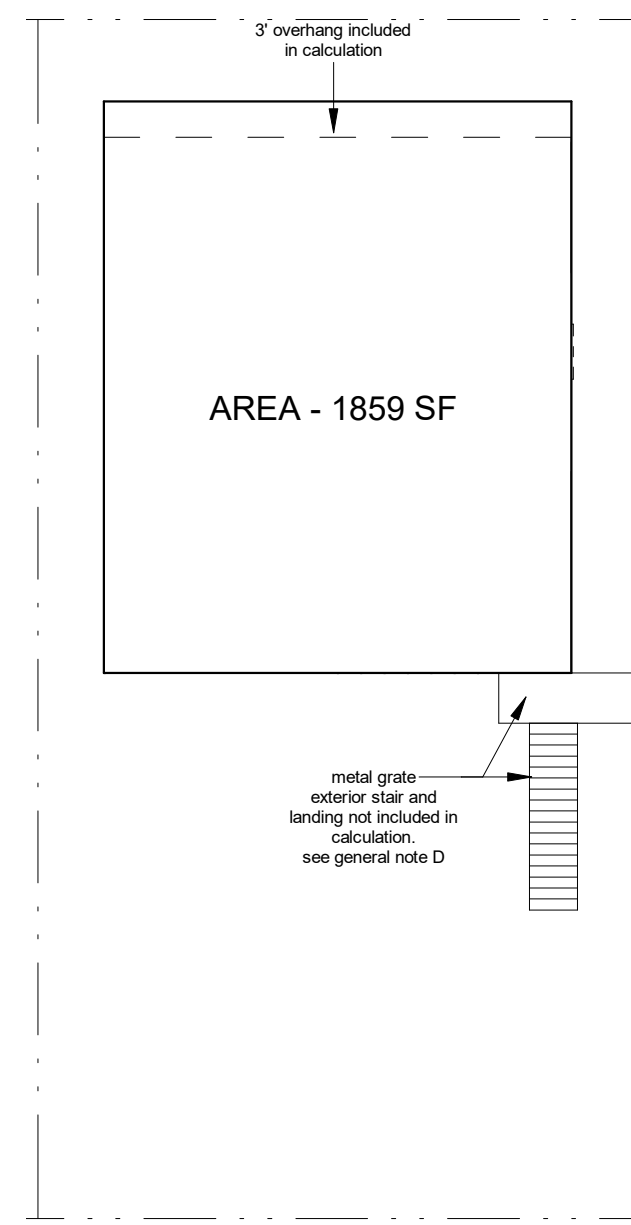 3' overhang included
in calculation
AREA - 1859 SF
metal grate
exterior stair and
landing not included in
calculation.
see general note D